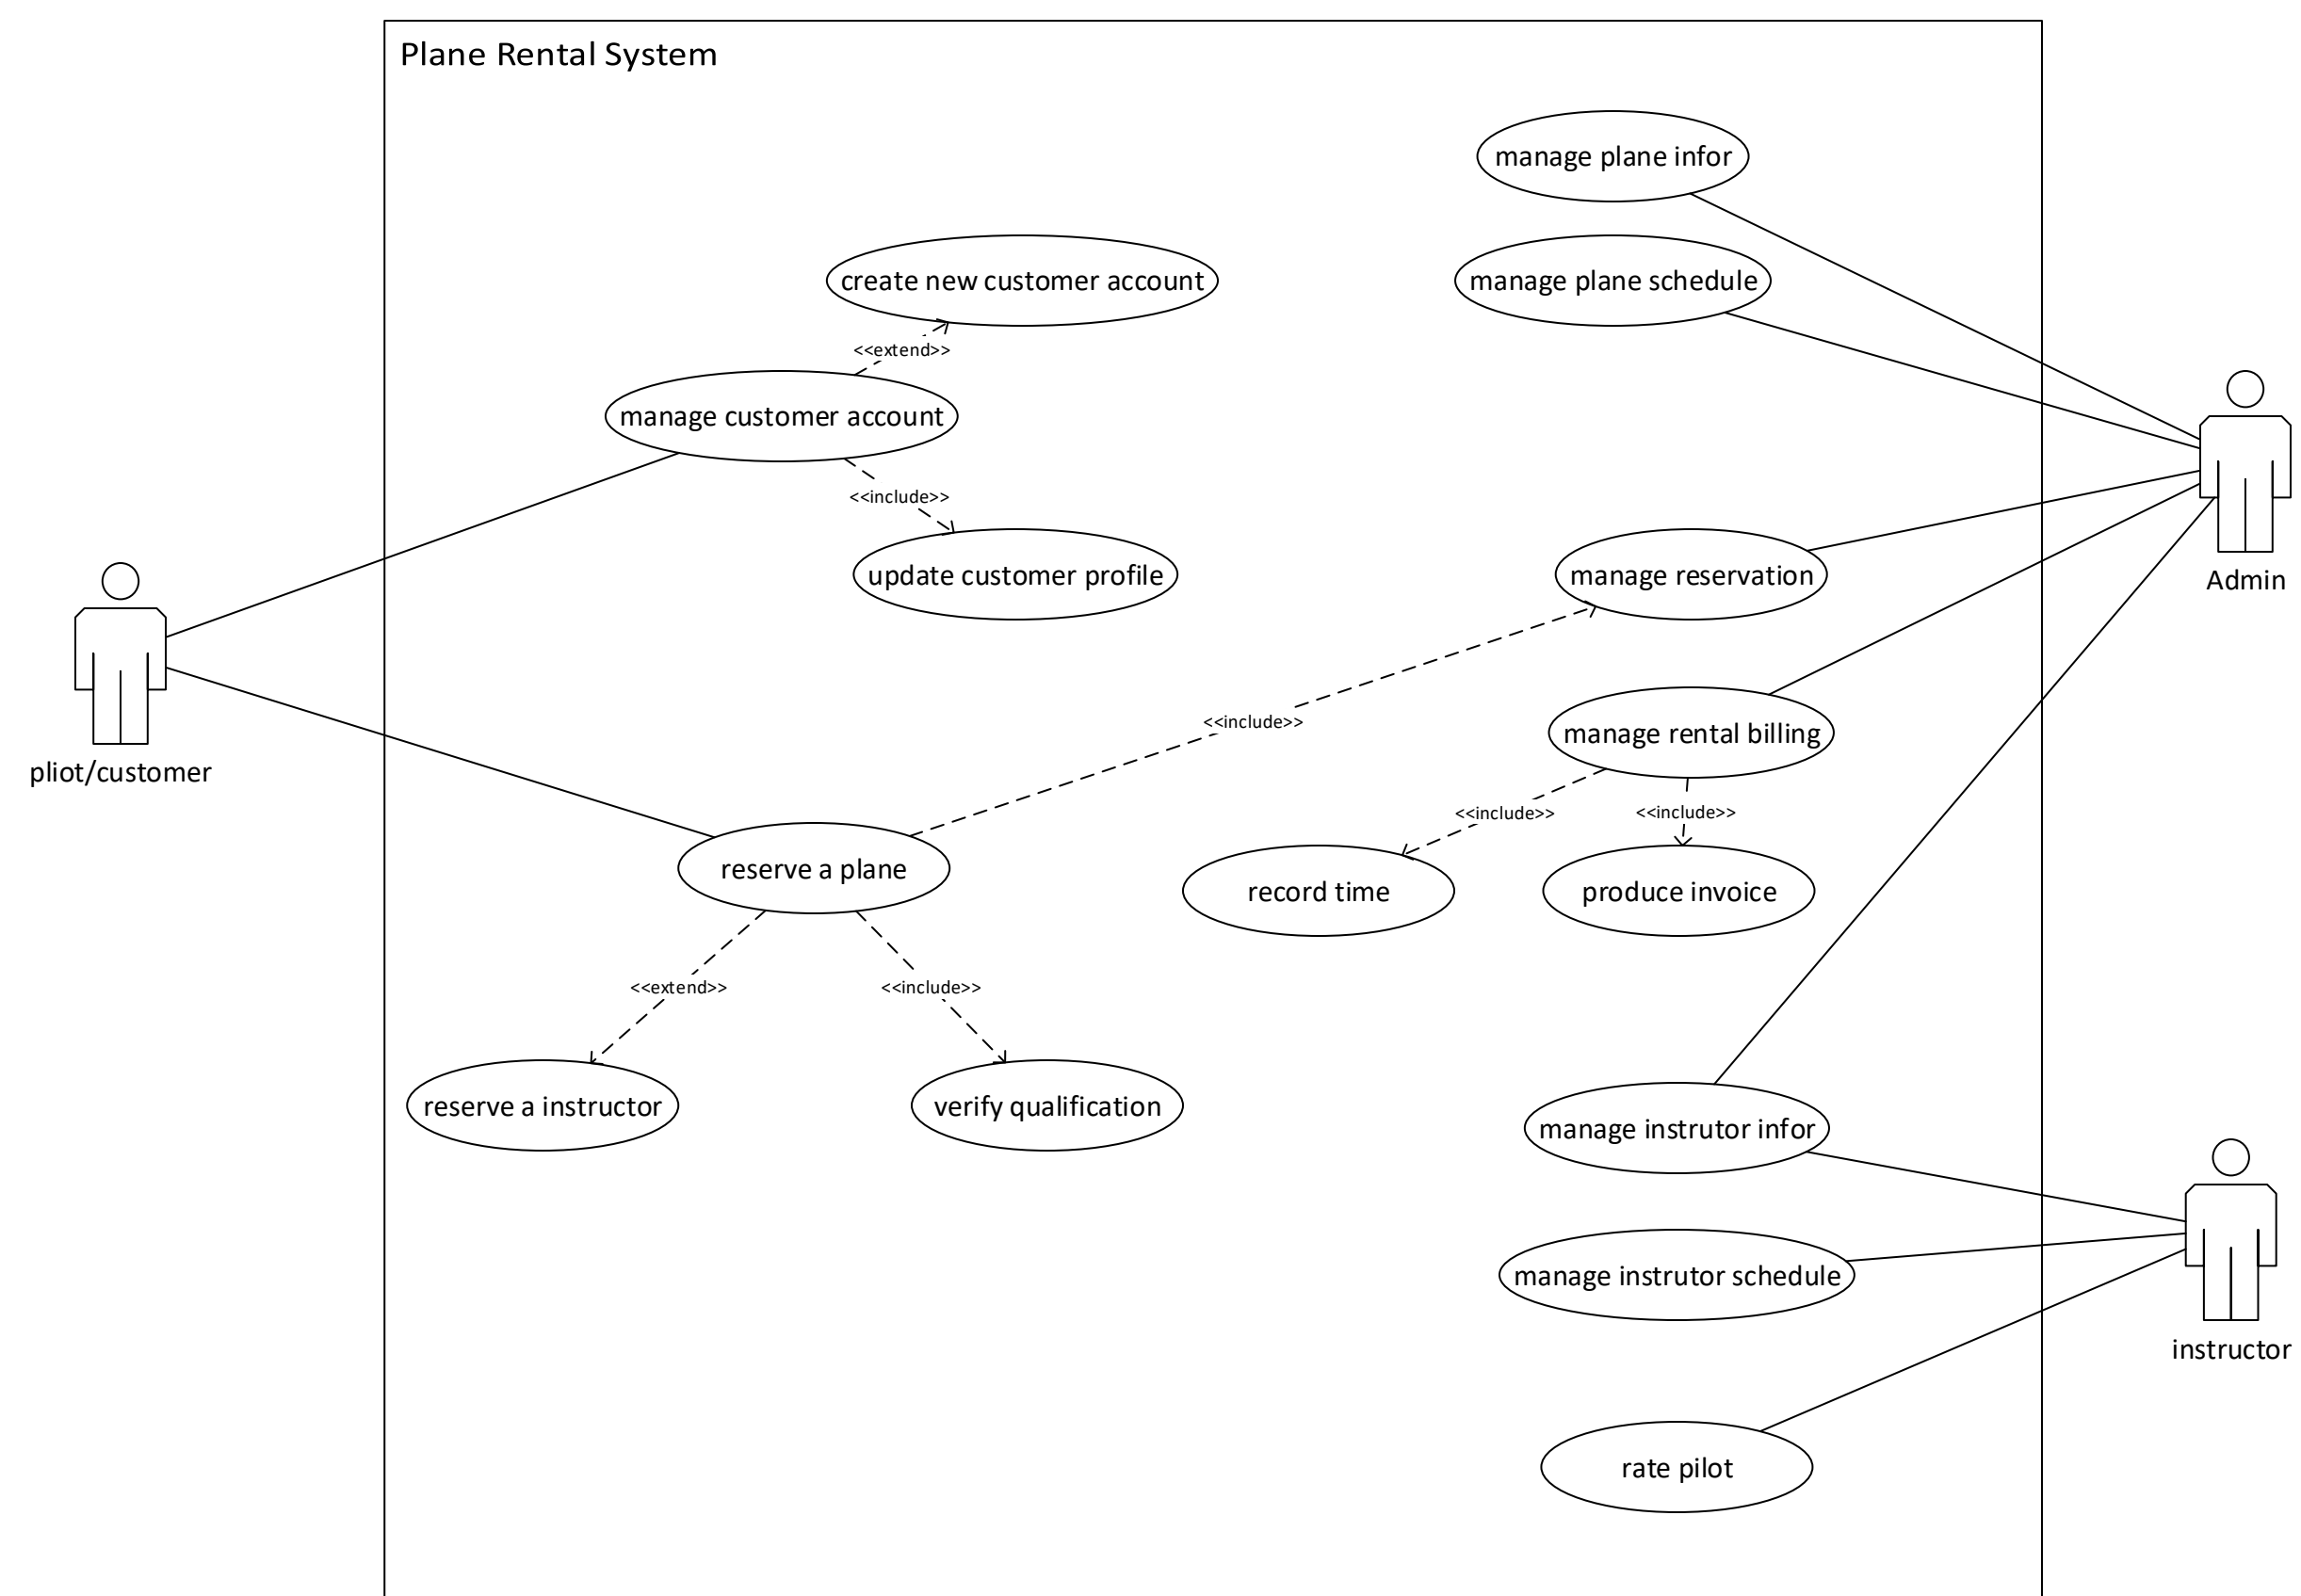 Plane Rental System
manage plane infor
create new customer account
manage plane schedule
<<extend>>
manage customer account
<<include>>
update customer profile
manage reservation
Admin
<<include>>
manage rental billing
pliot/customer
<<include>>
<<include>>
reserve a plane
record time
produce invoice
<<extend>>
<<include>>
reserve a instructor
verify qualification
manage instrutor infor
manage instrutor schedule
instructor
rate pilot